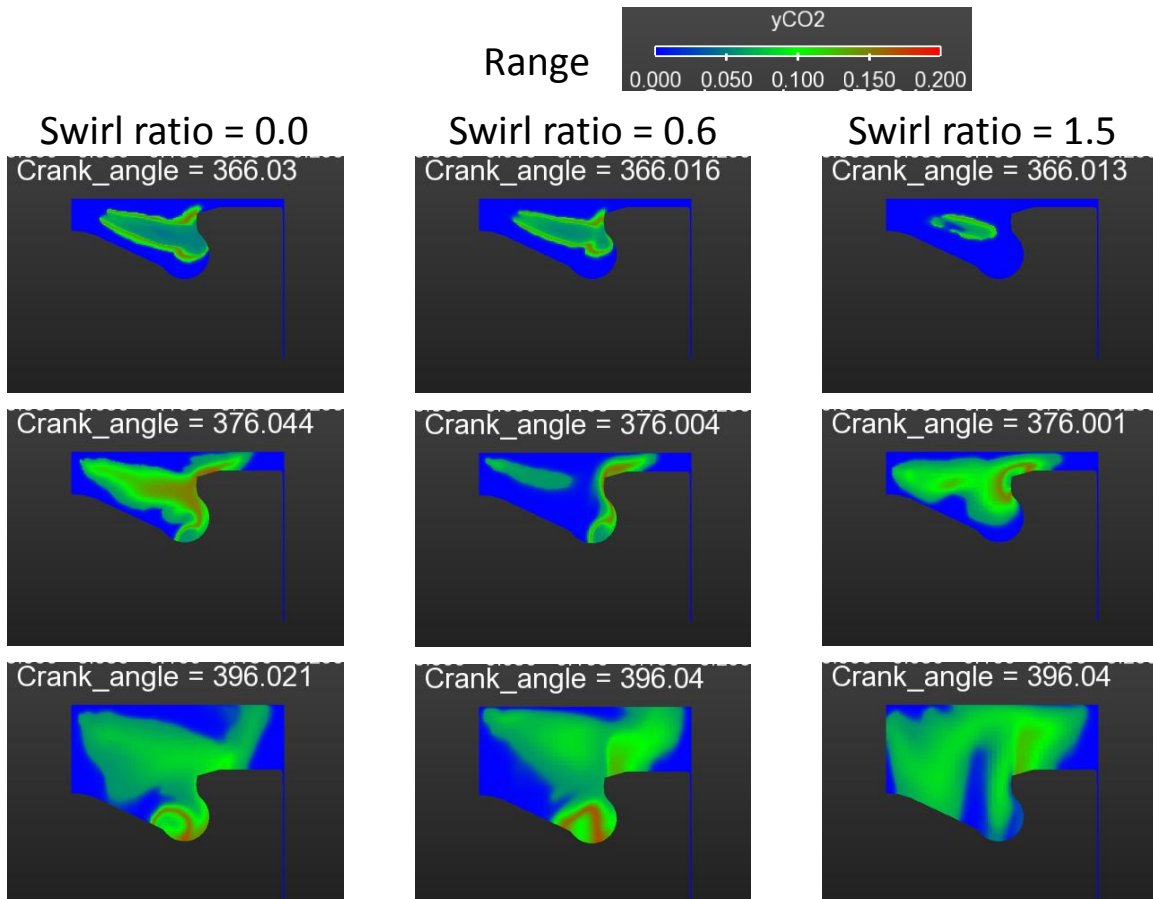 yCO2
Range
0.000 0.050 0.100 0.150 0.200
Swirl ratio = 0.0
Swirl ratio = 0.6
Swirl ratio = 1.5
Crank_angle = 366.03
Crank_angle = 366.016
Crank_angle = 366.013
Crank_angle = 376.044
Crank_angle = 376.004
Crank_angle = 376.001
Crank_angle = 396.021
Crank_angle = 396.04
Crank_angle = 396.04